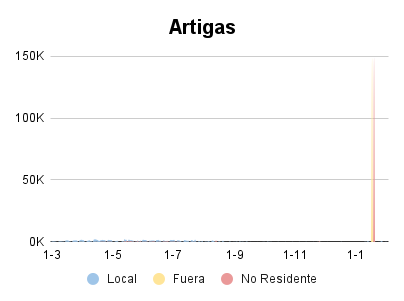 Artigas
150K
100K
50K
0K
1-3 1-5 1-7 1-9 1-11 1-1
Local Fuera No Residente